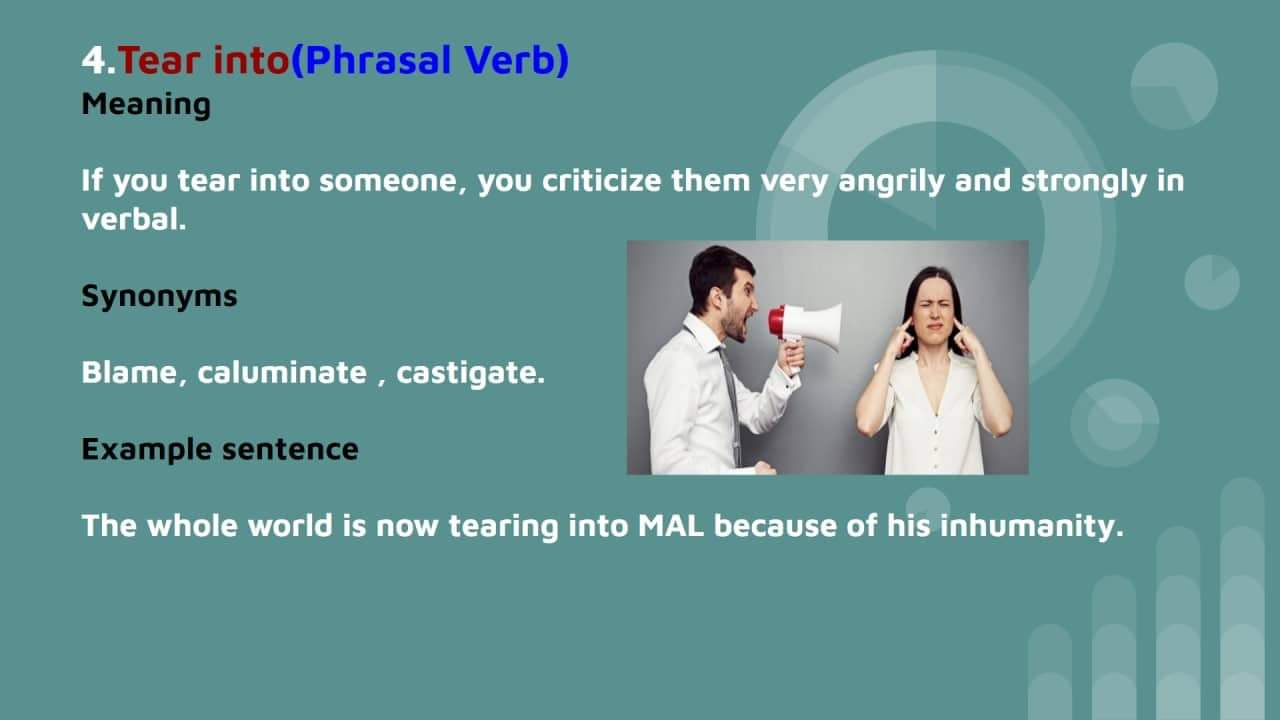 4.Tear into(Phrasal Verb)
Meaning
If you tear into someone, you criticize them very angrily and strongly in
verbal.
Synonyms
Blame, caluminate , castigate.
Example sentence
The whole world is now tearing into MAL because of his inhumanity.